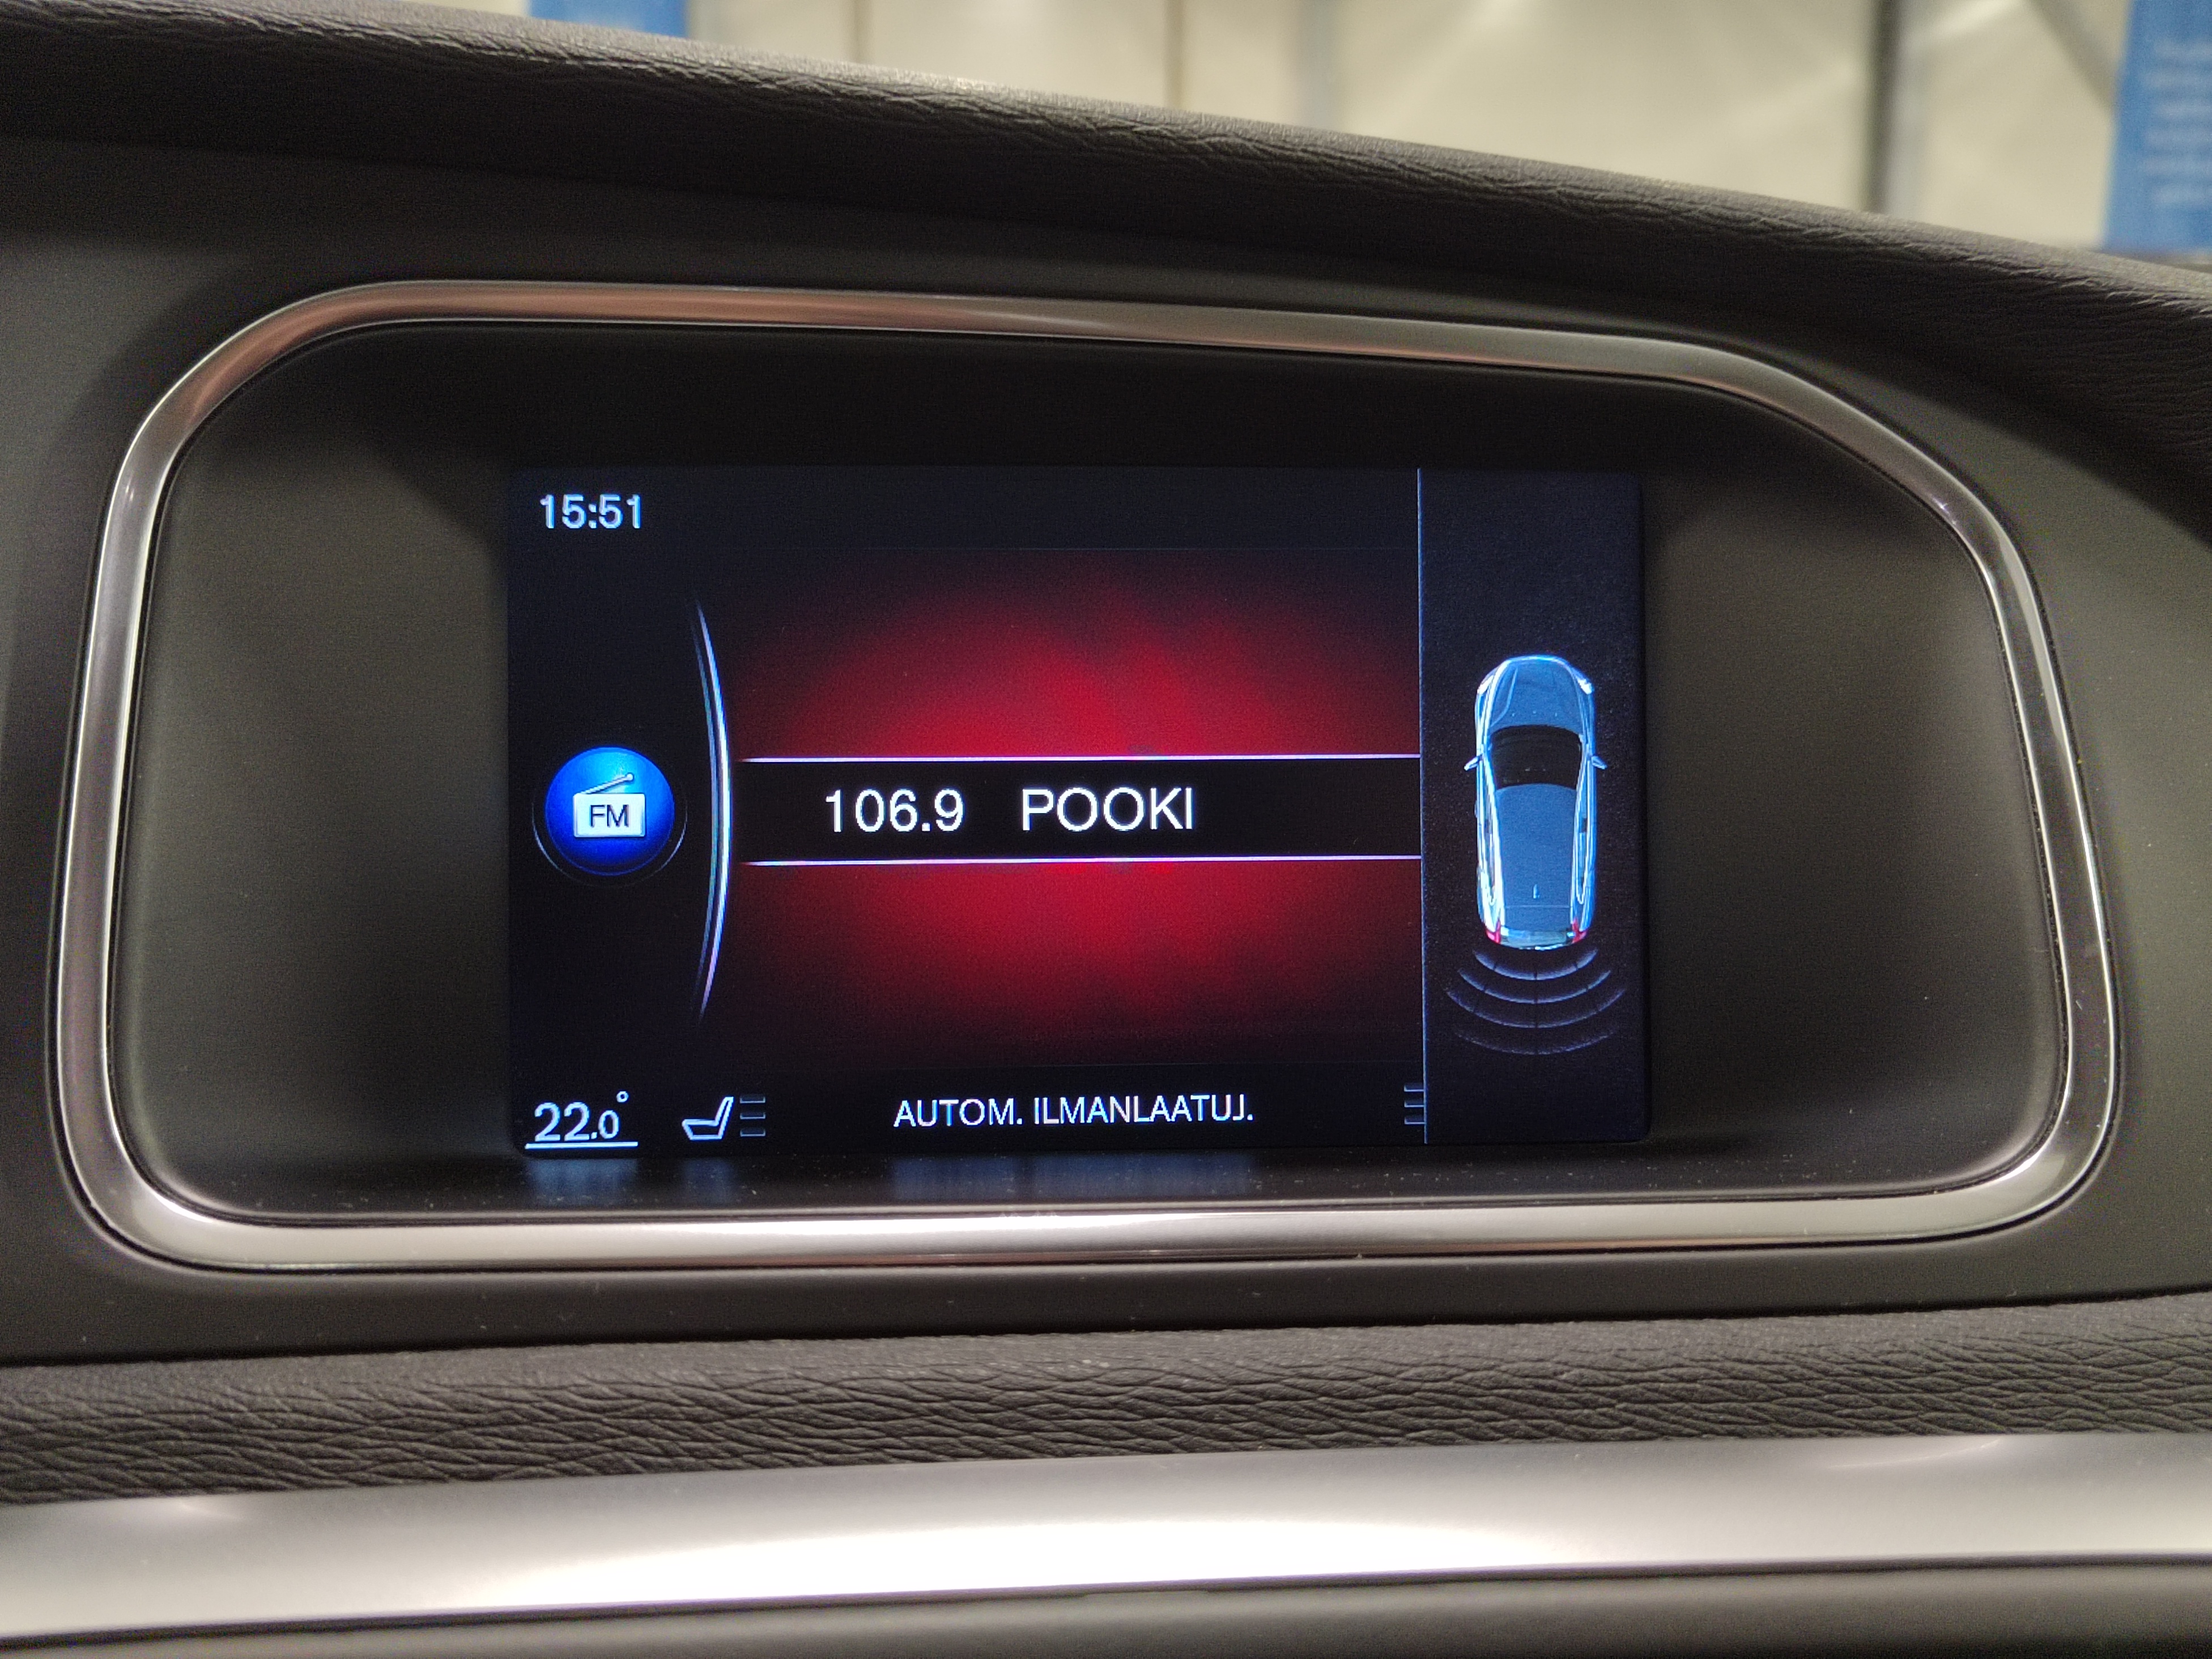 15:51
FM
106.9 POOKI
22.0° AUTOM. ILMANLAATUJ.